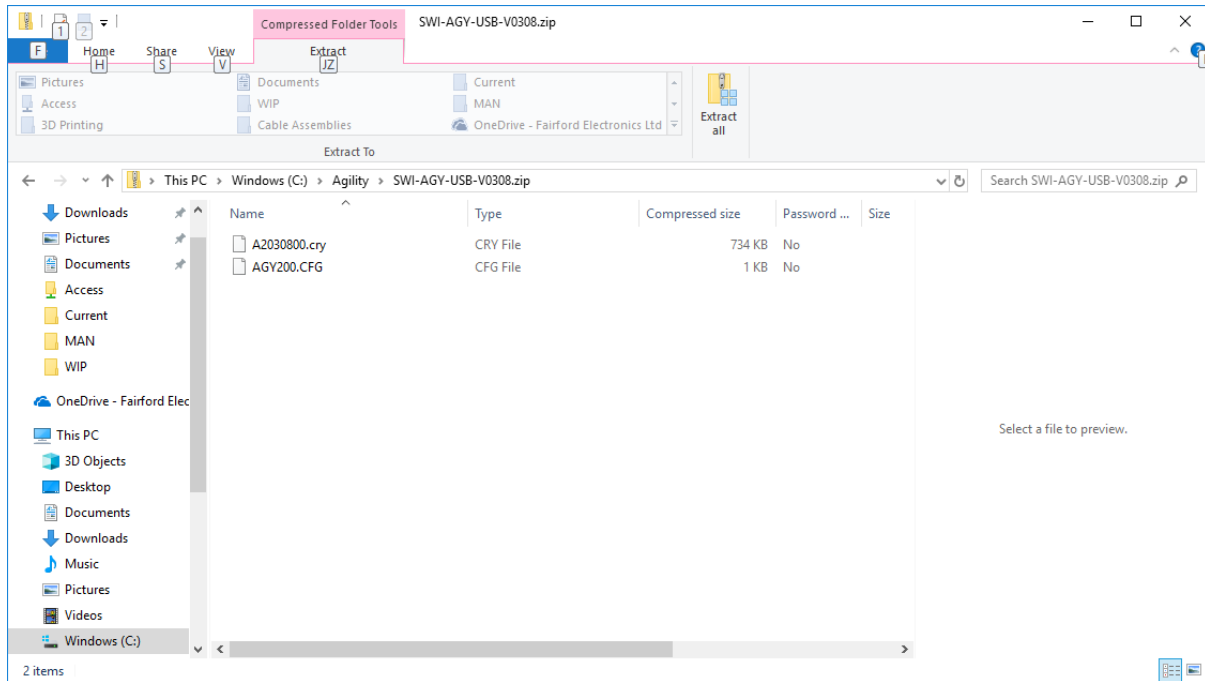 1 2 Compressed Folder Tools SWI-AGY-USB-V0308.zip
F Home Share View Extract
H S V JZ
Pictures Documents Current
Access WIP MAN
3D Printing Cable Assemblies OneDrive - Fairford Electronics Ltd
Extract all
Extract To
This PC > Windows (C:) > Agility > SWI-AGY-USB-V0308.zip Search SWI-AGY-USB-V0308.zip
Name Type Compressed size Password ... Size
A2030800.cry CRY File 734 KB No
AGY200.CFG CFG File 1 KB No
Downloads
Pictures
Documents
Access
Current
MAN
WIP
OneDrive - Fairford Elec
This PC
3D Objects
Desktop
Documents
Downloads
Music
Pictures
Videos
Windows (C:)
Select a file to preview.
2 items